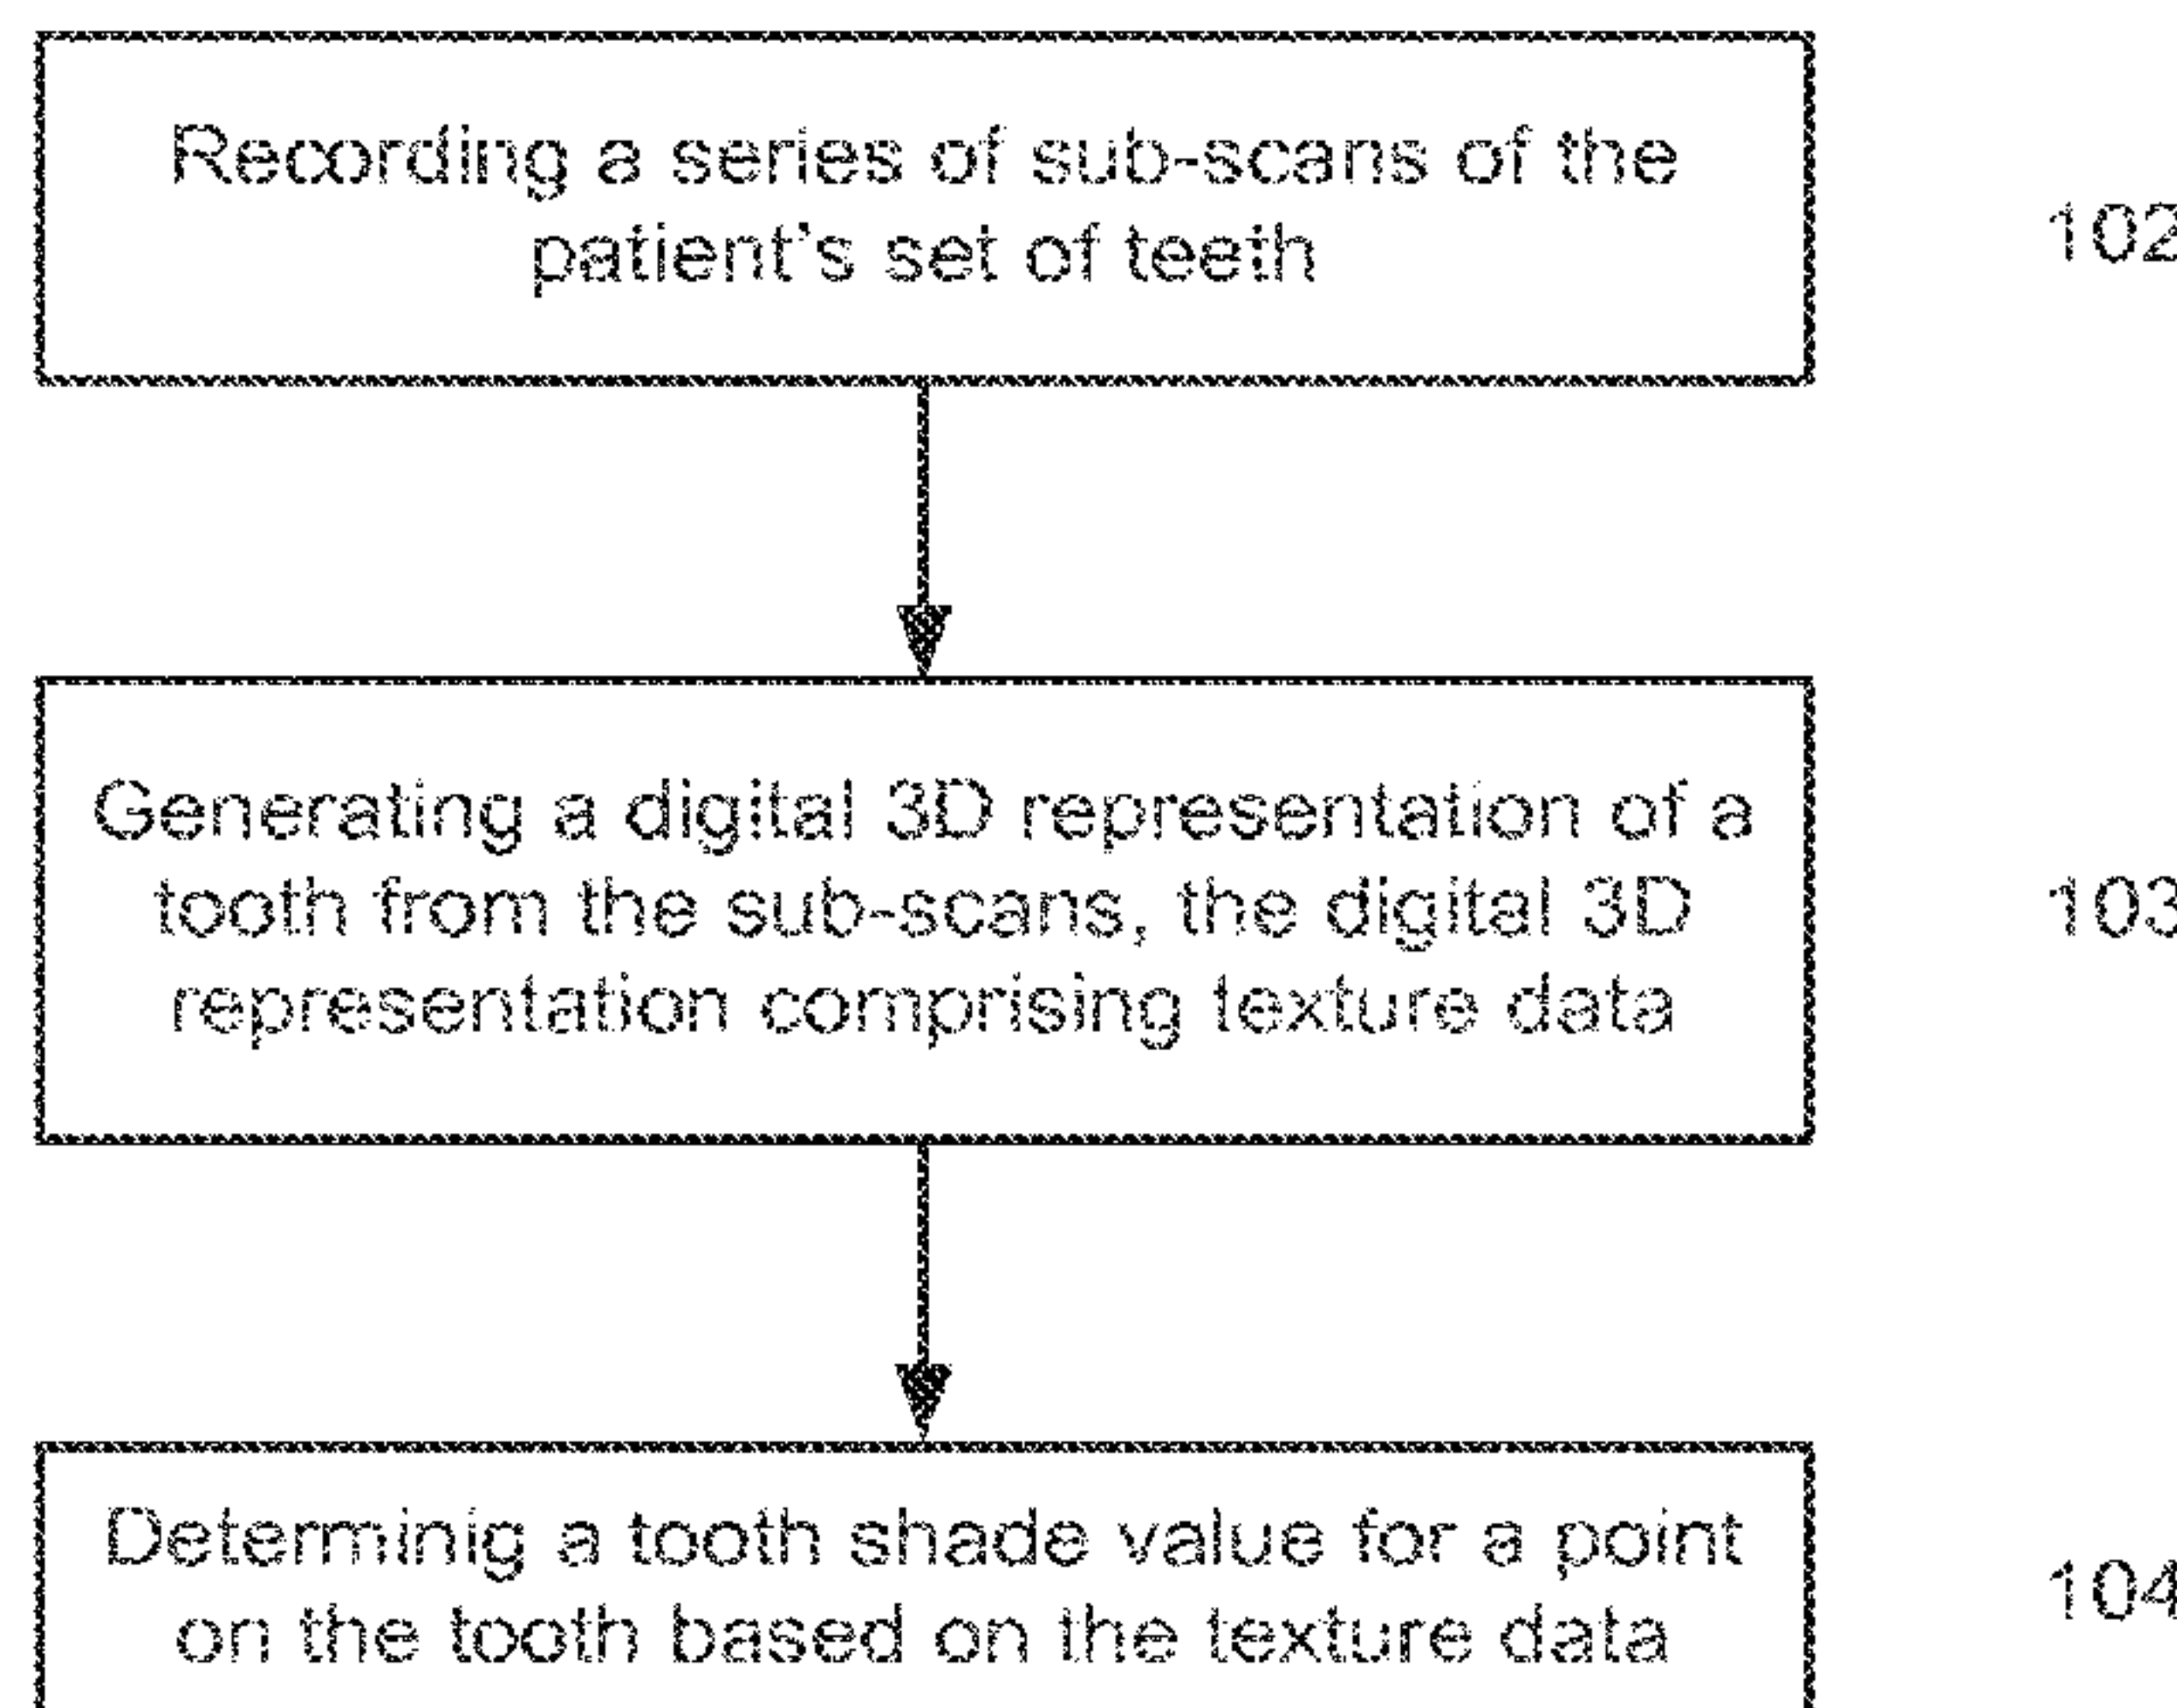 Recording a series of sub-scans of the
patient's set of teeth
102
Generating a digital 3D representation of a
tooth from the sub-scans, the digital 3D
representation comprising texture data
103
Determinig a tooth shade value for a point
on the tooth based on the texture data
104